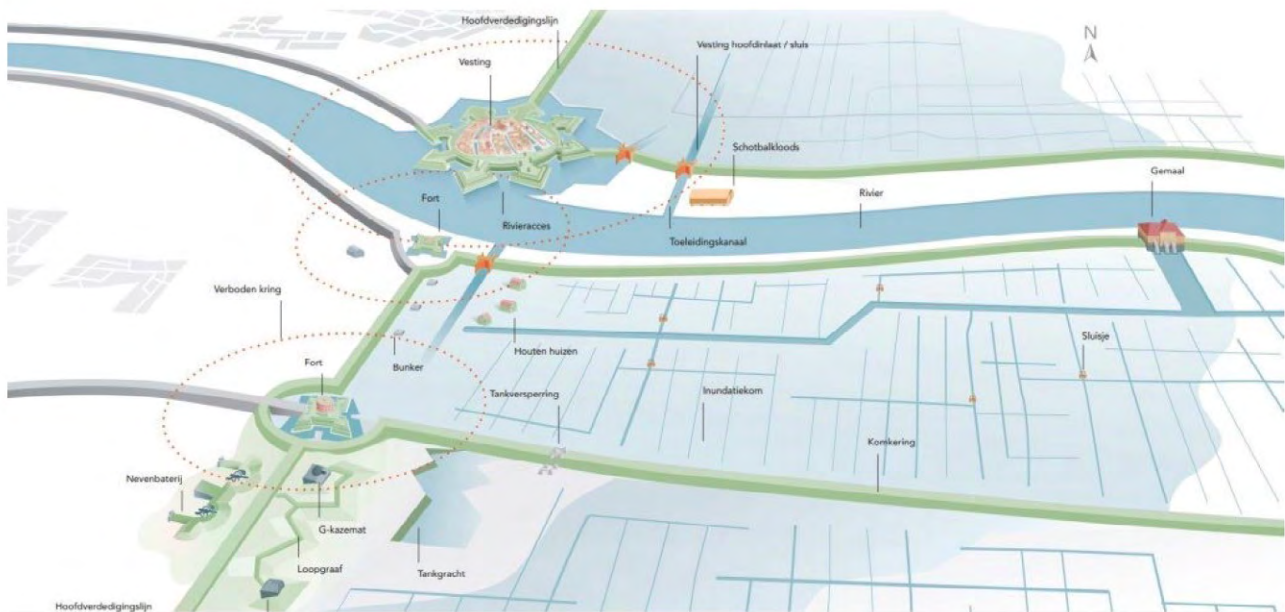 Hoofdverdedigingslijn
N
Vesting hoofdinlaat / sluis
Vesting
Schotbalkloods
Gemaal
Fort
Rivier
Rivieracces
Toeleidingskanaal
Verboden kring
Sluisje
Houten huizen
Fort
Bunker
Tankversperring
Inundatiekom
Komkering
Nevenbaterij
G-kazemat
Loopgraaf
Tankgracht
Hoofdverdedigingslijn